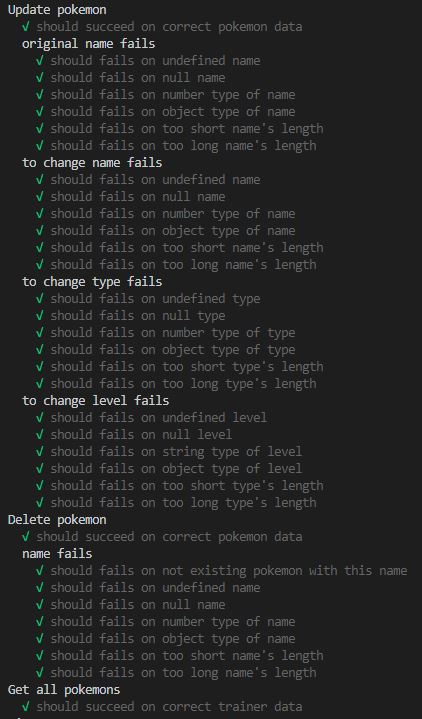 Update pokemon
√ should succeed on correct pokemon data
original name fails
√ should fails on undefined name
√ should fails on null name
√ should fails on number type of name
√ should fails on object type of name
√ should fails on too short name's length
√ should fails on too long name's length
to change name fails
√ should fails on undefined name
√ should fails on null name
√ should fails on number type of name
√ should fails on object type of name
√ should fails on too short name's length
√ should fails on too long name's length
to change type fails
√ should fails on undefined type
√ should fails on null type
√ should fails on number type of type
√ should fails on object type of type
√ should fails on too short type's length
√ should fails on too long type's length
to change level fails
√ should fails on undefined level
√ should fails on null level
√ should fails on string type of level
√ should fails on object type of level
√ should fails on too short type's length
√ should fails on too long type's length
Delete pokemon
√ should succeed on correct pokemon data
name fails
√ should fails on not existing pokemon with this name
√ should fails on undefined name
√ should fails on null name
√ should fails on number type of name
√ should fails on object type of name
√ should fails on too short name's length
√ should fails on too long name's length
Get all pokemons
√ should succeed on correct trainer data